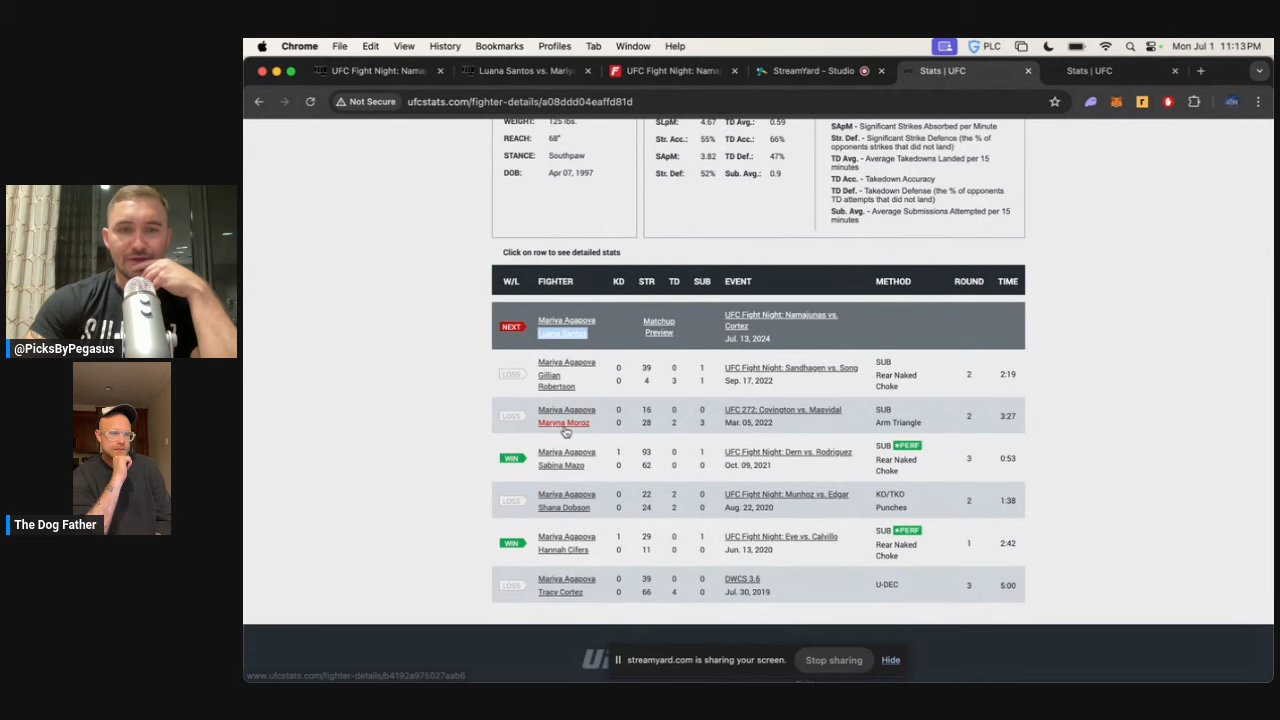 Chrome File Edit View History Bookmarks Profiles Tab Window Help PLC Mon Jul 1 11:13 PM
UFC Fight Night: Nama Luana Santos vs. Mariy UFC Fight Night: Nama StreamYard - Studio Stats | UFC Stats | UFC
Not Secure ufcstats.com/fighter-details/a08ddd04eaffd81d
WEIGHT: 125 lbs.
REACH: 68"
STANCE: Southpaw
DOB: Apr 07, 1997
SLpM: 4.67 TD Avg.: 0.59
Str. Acc.: 55% TD Acc.: 66%
SApM: 3.82 TD Def.: 47%
Str. Def: 52% Sub. Avg.: 0.9
SApM - Significant Strikes Absorbed per Minute
Str. Def. - Significant Strike Defence (the % of
opponents strikes that did not land)
TD Avg. - Average Takedowns Landed per 15
minutes
TD Acc. - Takedown Accuracy
TD Def. - Takedown Defense (the % of opponents
TD attempts that did not land)
Sub. Avg. - Average Submissions Attempted per 15
minutes
Click on row to see detailed stats
W/L FIGHTER KD STR TD SUB EVENT METHOD ROUND TIME
NEXT
Mariya Agapova
Luana Santos
Matchup
Preview
UFC Fight Night: Namajunas vs.
Cortez
Jul. 13, 2024
LOSS
Mariya Agapova 0 39 0 1
Gillian
Robertson
0 4 3 1
UFC Fight Night: Sandhagen vs. Song
Sep. 17, 2022
SUB
Rear Naked
Choke
2 2:19
LOSS
Mariya Agapova 0 16 0 0
Maryna Moroz 0 28 2 3
UFC 272: Covington vs. Masvidal
Mar. 05, 2022
SUB
Arm Triangle
2 3:27
WIN
Mariya Agapova 1 93 0 1
Sabina Mazo 0 62 0 0
UFC Fight Night: Dern vs. Rodriguez
Oct. 09, 2021
SUB PERF
Rear Naked
Choke
3 0:53
LOSS
Mariya Agapova 0 22 2 0
Shana Dobson 0 24 2 0
UFC Fight Night: Munhoz vs. Edgar
Aug. 22, 2020
KO/TKO
Punches
2 1:38
WIN
Mariya Agapova 1 29 0 1
Hannah Cifers 0 11 0 0
UFC Fight Night: Eye vs. Calvillo
Jun. 13, 2020
SUB PERF
Rear Naked
Choke
1 2:42
LOSS
Mariya Agapova 0 39 0 0
Tracy Cortez 0 66 4 0
DWCS 3.6
Jul. 30, 2019
U-DEC
3 5:00
streamyard.com is sharing your screen. Stop sharing Hide
www.ufcstats.com/fighter-details/b4192a975027aab6
@PicksByPegasus
The Dog Father